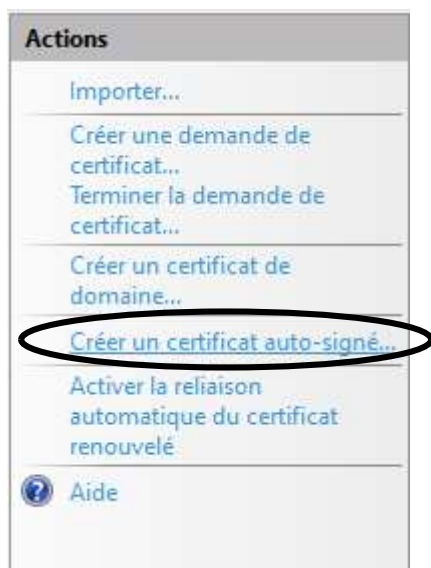 Actions
Importer...
Créer une demande de
certificat...
Terminer la demande de
certificat...
Créer un certificat de
domaine...
Créer un certificat auto-signé...
Activer la reliaison
automatique du certificat
renouvelé
Aide